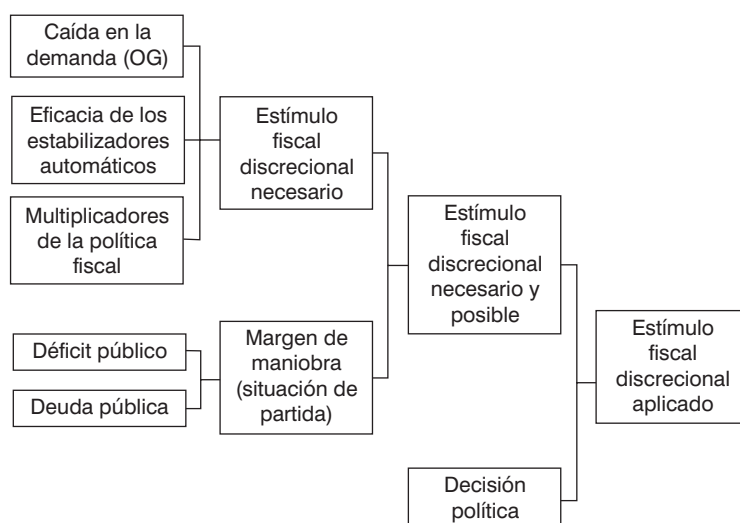 Caída en la
demanda (OG)
Eficacia de los
estabilizadores
automáticos
Multiplicadores
de la política
fiscal
Estímulo
fiscal
discrecional
necesario
Déficit público
Deuda pública
Margen de
maniobra
(situación de
partida)
Estímulo
fiscal
discrecional
necesario y
posible
Decisión
política
Estímulo
fiscal
discrecional
aplicado